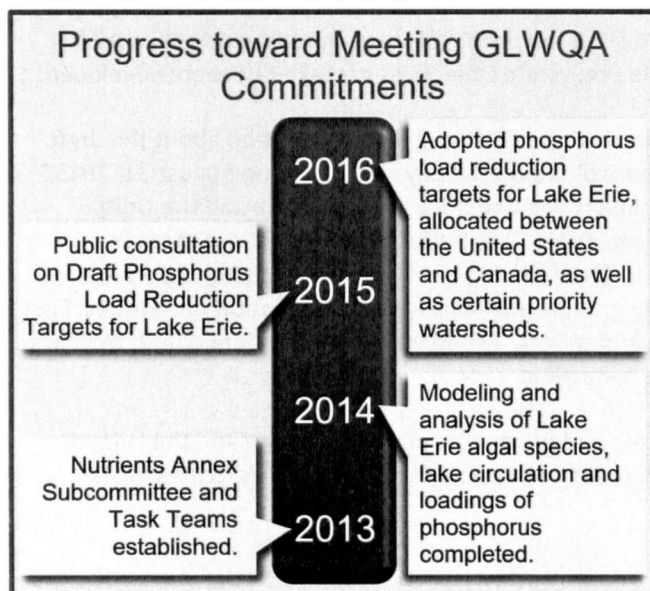 Progress toward Meeting GLWQA
Commitments
2016
Adopted phosphorus
load reduction
targets for Lake Erie,
allocated between
the United States
and Canada, as well
as certain priority
watersheds.
Public consultation
on Draft Phosphorus
Load Reduction
Targets for Lake Erie.
2015
2014
Modeling and
analysis of Lake
Erie algal species,
lake circulation and
loadings of
phosphorus
completed.
Nutrients Annex
Subcommittee and
Task Teams
established.
2013